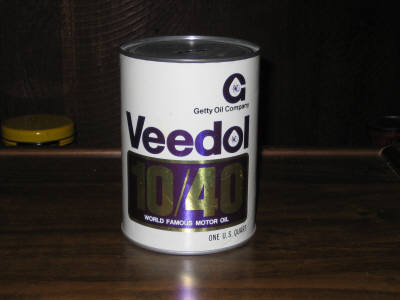 G
Getty Oil Company
Veedol
10/40
WORLD FAMOUS MOTOR OIL
ONE U.S. QUART